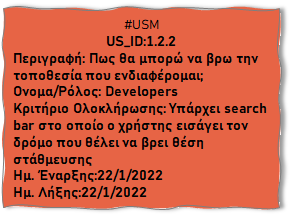 #USM
US_ID:1.2.2
Περιγραφή: Πως θα μπορώ να βρω την
τοποθεσία που ενδιαφέρομαι;
Ονομα/Ρόλος: Developers
Κριτήριο Ολοκλήρωσης: Υπάρχει search
bar στο οποίο ο χρήστης εισάγει τον
δρόμο που θέλει να βρει θέση
στάθμευσης
Ημ. Έναρξης:22/1/2022
Ημ. Λήξης:22/1/2022